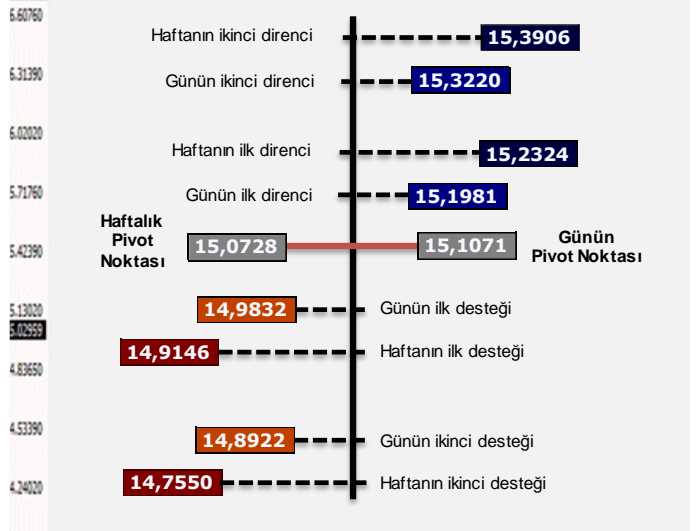 6.60760
Haftanın ikinci direnci
15,3906
6.31390
Günün ikinci direnci
15,3220
6.02020
Haftanın ilk direnci
15,2324
5.71760
Günün ilk direnci
15,1981
Haftalık
Pivot
Noktası
15,0728
15,1071
Günün
Pivot Noktası
5.42390
5.13020
14,9832
Günün ilk desteği
5.02959
14,9146
Haftanın ilk desteği
4.83650
4.53390
14,8922
Günün ikinci desteği
14,7550
Haftanın ikinci desteği
4.24020